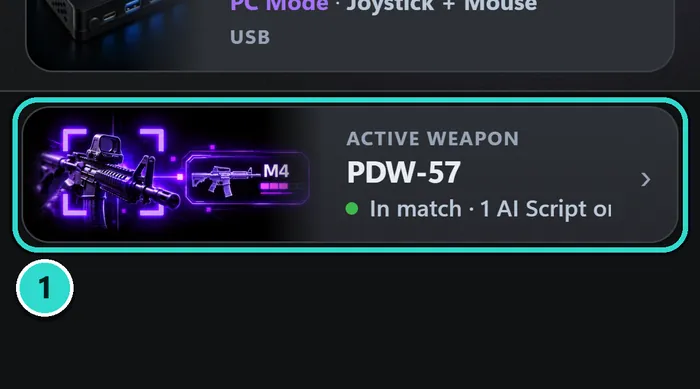 PC Mode · Joystick + Mouse
USB
M4
ACTIVE WEAPON
PDW-57
In match · 1 AI Script
1